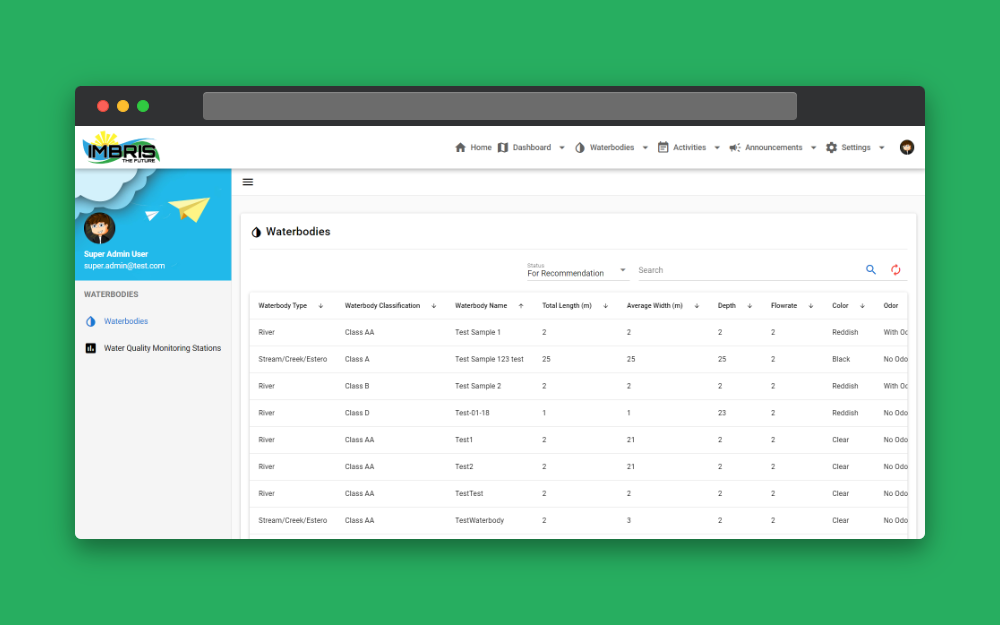 IMBRIS
THE FUTURE
Home Dashboard Waterbodies Activities Announcements Settings
Super Admin User
super.admin@test.com
WATERBODIES
Waterbodies
Water Quality Monitoring Stations
Waterbodies
Status
For Recommendation
Search
Waterbody Type Waterbody Classification Waterbody Name Total Length (m) Average Width (m) Depth Flowrate Color Odor
River Class AA Test Sample 1 2 2 2 2 Reddish With Oc
Stream/Creek/Estero Class A Test Sample 123 test 25 25 25 2 Black No Odo
River Class B Test Sample 2 2 2 2 2 Reddish With Oc
River Class D Test-01-18 1 1 23 2 Reddish No Odo
River Class AA Test1 2 21 2 2 Clear No Odo
River Class AA Test2 2 21 2 2 Clear No Odo
River Class AA TestTest 2 2 2 2 Clear No Odo
Stream/Creek/Estero Class AA TestWaterbody 2 3 2 2 Clear No Odo